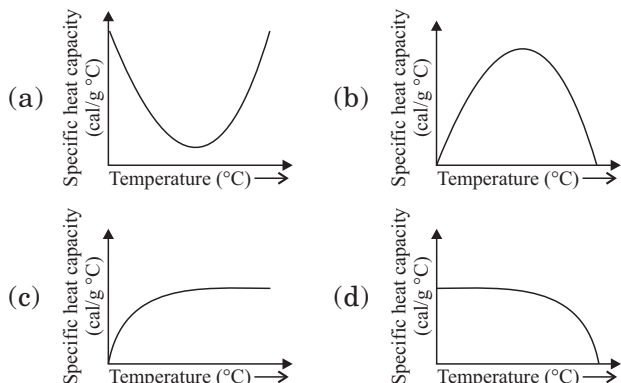 (a)
Specific heat capacity
(cal/g °C)
Temperature (°C)
(b)
Specific heat capacity
(cal/g °C)
Temperature (°C)
(c)
Specific heat capacity
(cal/g °C)
Temperature (°C)
(d)
Specific heat capacity
(cal/g °C)
Temperature (°C)